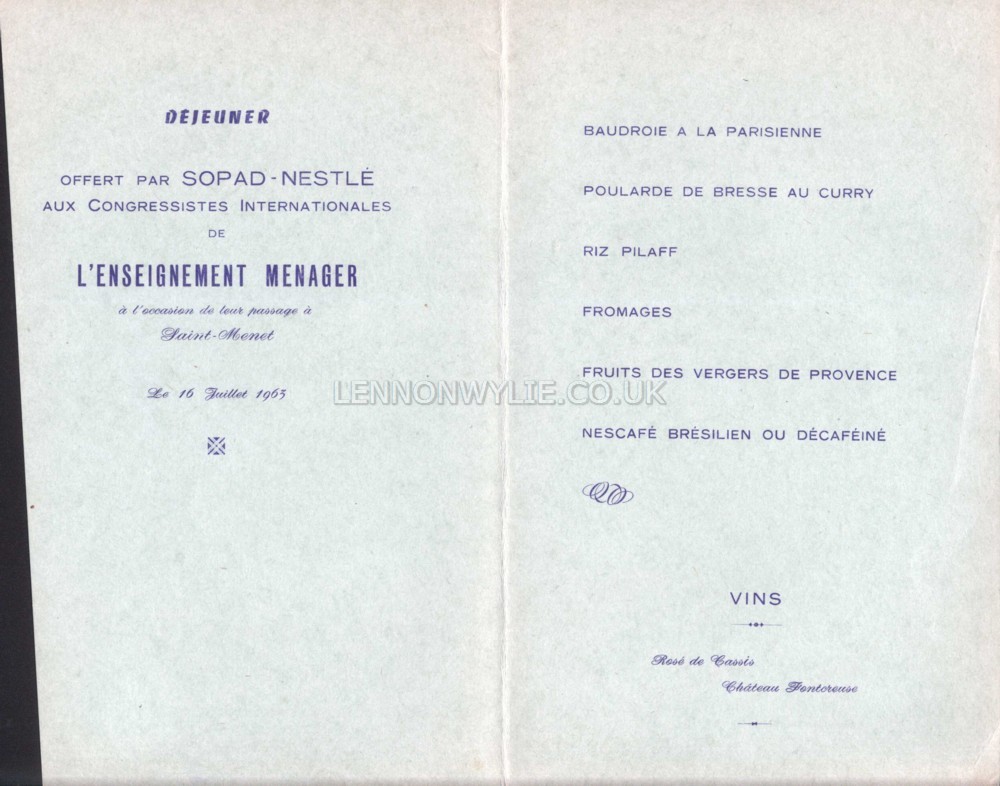 DÉJEUNER
OFFERT PAR SOPAD-NESTLÉ
AUX CONGRESSISTES INTERNATIONALES
DE
L'ENSEIGNEMENT MENAGER
à l'occasion de leur passage à
Saint-Menet
Le 16 Juillet 1963
BAUDROIE A LA PARISIENNE
POULARDE DE BRESSE AU CURRY
RIZ PILAFF
FROMAGES
FRUITS DES VERGERS DE PROVENCE
NESCAFÉ BRÉSILIEN OU DÉCAFÉINÉ
VINS
Rosé de Cassis
Château Fontcreuse
LENNONWYLIE.CO.UK